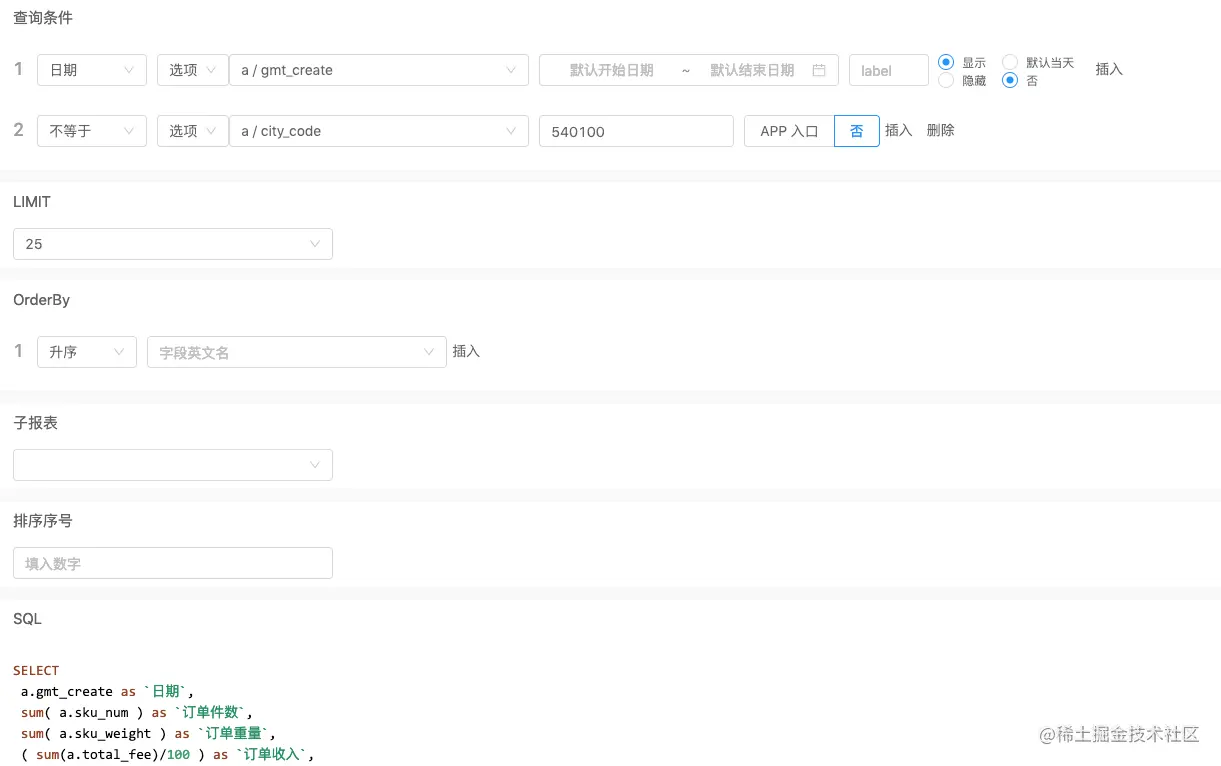 查询条件
1 日期 选项 a / gmt_create 默认开始日期 ~ 默认结束日期 label 显示 隐藏 默认当天 否 插入
2 不等于 选项 a / city_code 540100 APP 入口 否 插入 删除
LIMIT
25
OrderBy
1 升序 字段英文名 插入
子报表
排序序号
填入数字
SQL
SELECT
a.gmt_create as `日期`,
sum( a.sku_num ) as `订单件数`,
sum( a.sku_weight ) as `订单重量`,
( sum(a.total_fee)/100 ) as `订单收入`,
@稀土掘金技术社区